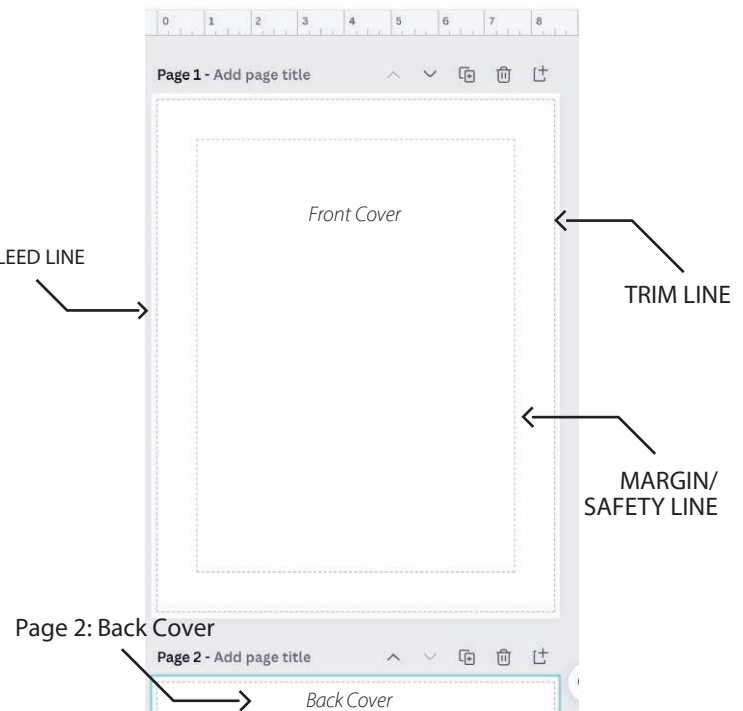 0 1 2 3 4 5 6 7 8
Page 1 - Add page title
Front Cover
LEED LINE
TRIM LINE
MARGIN/
SAFETY LINE
Page 2: Back Cover
Page 2 - Add page title
Back Cover